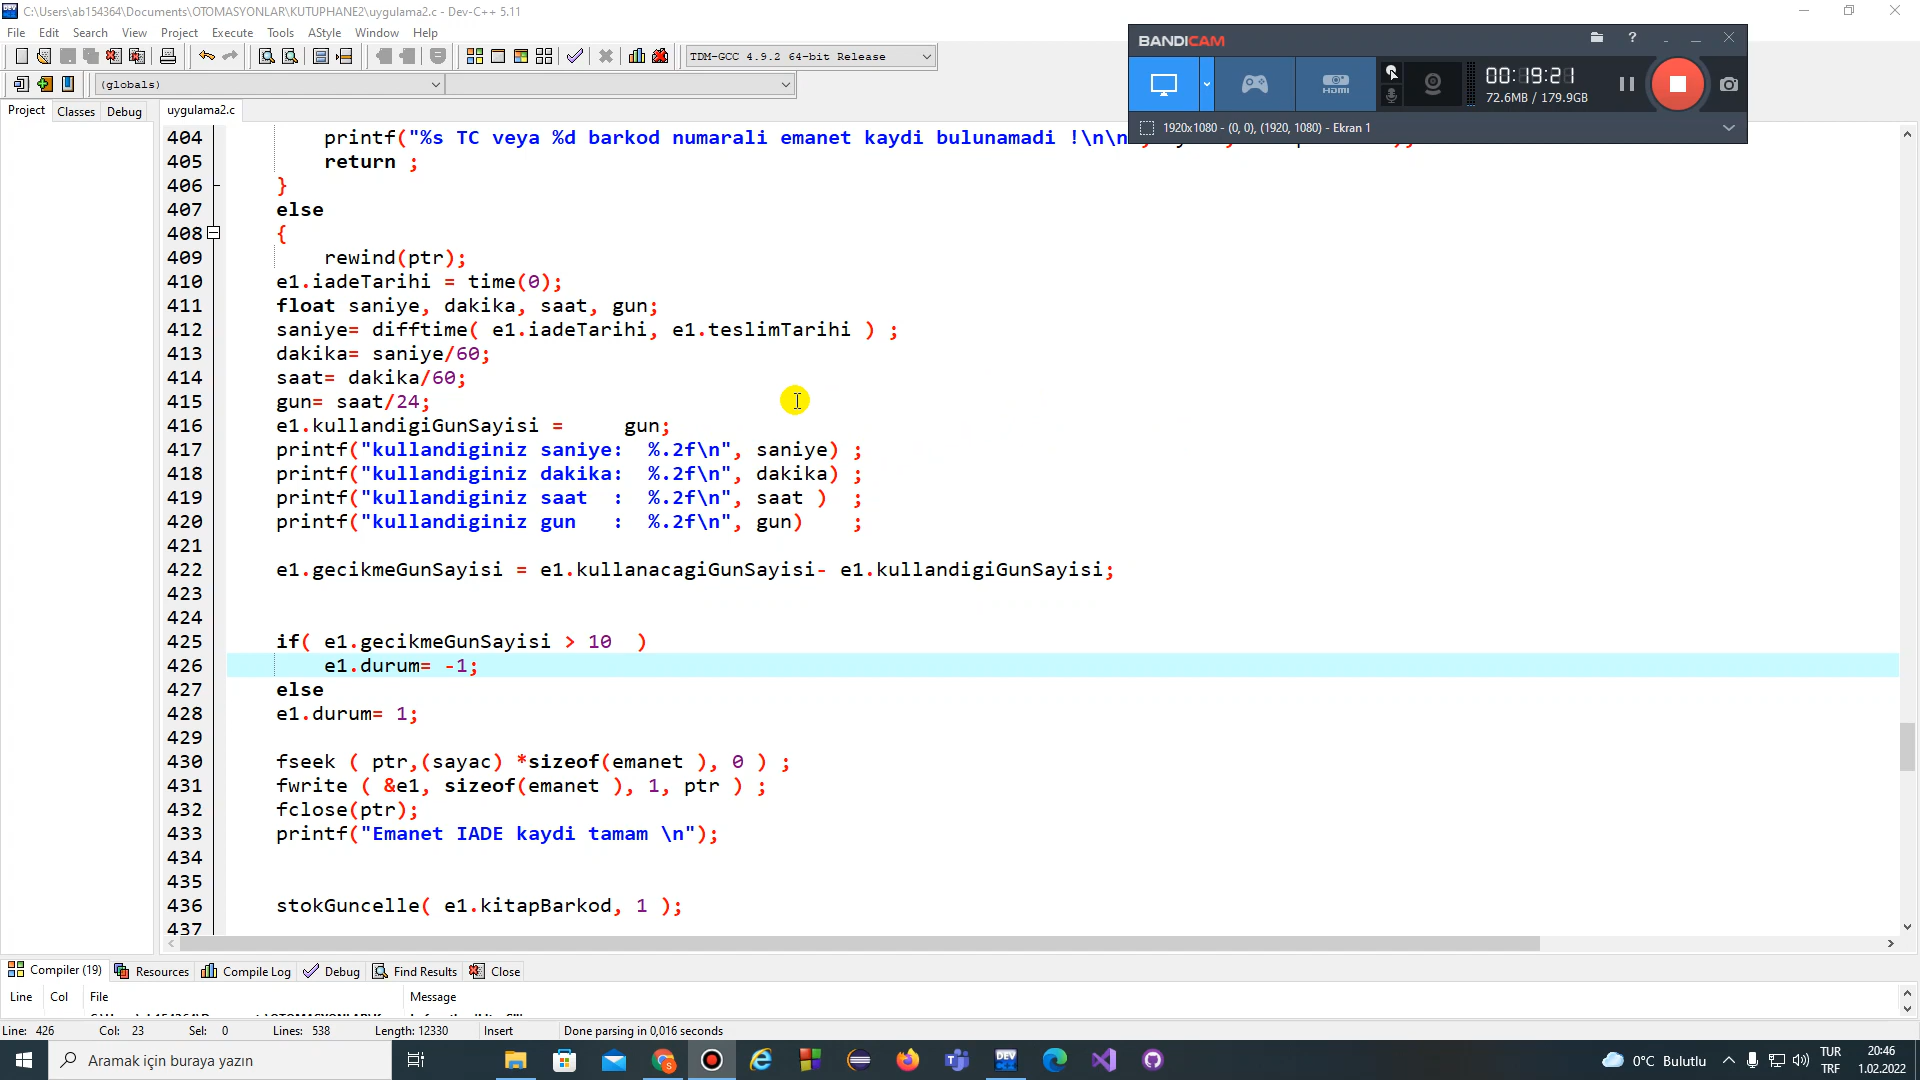 C:\Users\ab154364\Documents\OTOMASYONLAR\KUTUPHANE2\uygulama2.c - Dev-C++ 5.11
File Edit Search View Project Execute Tools AStyle Window Help
TDM-GCC 4.9.2 64-bit Release
(globals)
Project Classes Debug
uygulama2.c
BANDICAM
?
HDMI
00:19:21
72.6MB / 179.9GB
1920x1080 - (0, 0), (1920, 1080) - Ekran 1
404 printf("%s TC veya %d barkod numarali emanet kaydi bulunamadi !\n\n
405 return ;
406 }
407 else
408 {
409 rewind(ptr);
410 e1.iadeTarihi = time(0);
411 float saniye, dakika, saat, gun;
412 saniye= difftime( e1.iadeTarihi, e1.teslimTarihi ) ;
413 dakika= saniye/60;
414 saat= dakika/60;
415 gun= saat/24;
416 e1.kullandigiGunSayisi = gun;
417 printf("kullandiginiz saniye: %.2f\n", saniye) ;
418 printf("kullandiginiz dakika: %.2f\n", dakika) ;
419 printf("kullandiginiz saat : %.2f\n", saat ) ;
420 printf("kullandiginiz gun : %.2f\n", gun) ;
421
422 e1.gecikmeGunSayisi = e1.kullanacagiGunSayisi- e1.kullandigiGunSayisi;
423
424
425 if( e1.gecikmeGunSayisi > 10 )
426 e1.durum= -1;
427 else
428 e1.durum= 1;
429
430 fseek ( ptr,(sayac) *sizeof(emanet ), 0 ) ;
431 fwrite ( &e1, sizeof(emanet ), 1, ptr ) ;
432 fclose(ptr);
433 printf("Emanet IADE kaydi tamam \n");
434
435
436 stokGuncelle( e1.kitapBarkod, 1 );
437
Compiler (19) Resources Compile Log Debug Find Results Close
Line Col File Message
Line: 426 Col: 23 Sel: 0 Lines: 538 Length: 12330 Insert Done parsing in 0,016 seconds
Aramak için buraya yazın
DEV
0°C Bulutlu
TUR
TRF
20:46
1.02.2022